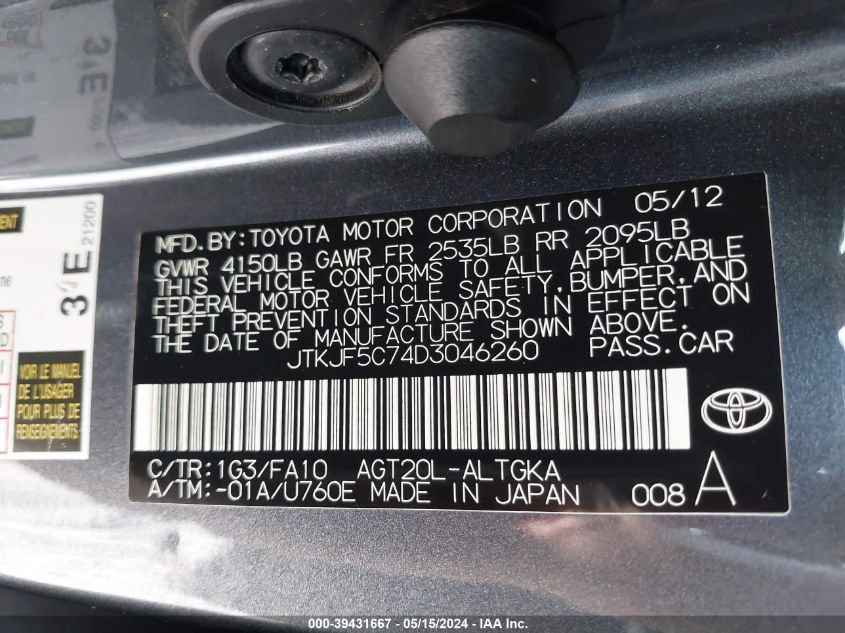 MFD. BY: TOYOTA MOTOR CORPORATION 05/12
GVWR 4150LB GAWR FR 2535LB RR 2095LB
THIS VEHICLE CONFORMS TO ALL APPLICABLE
FEDERAL MOTOR VEHICLE SAFETY, BUMPER, AND
THEFT PREVENTION STANDARDS IN EFFECT ON
THE DATE OF MANUFACTURE SHOWN ABOVE.
JTKJF5C74D3046260 PASS.CAR
C/TR: 1G3/FA10 AGT20L-ALTGKA
A/TM: -01A/U760E MADE IN JAPAN 008 A
3 E
21200
VOIR LE MANUEL
DE L'USAGER
POUR PLUS DE
RENSEIGNEMENTS.
000-39431667 - 05/15/2024 - IAA Inc.